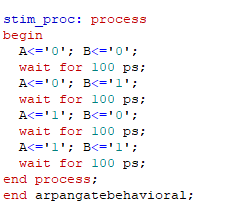 stim_proc: process
begin
A<='0'; B<='0';
wait for 100 ps;
A<='0'; B<='1';
wait for 100 ps;
A<='1'; B<='0';
wait for 100 ps;
A<='1'; B<='1';
wait for 100 ps;
end process;
end arpangatebehavioral;